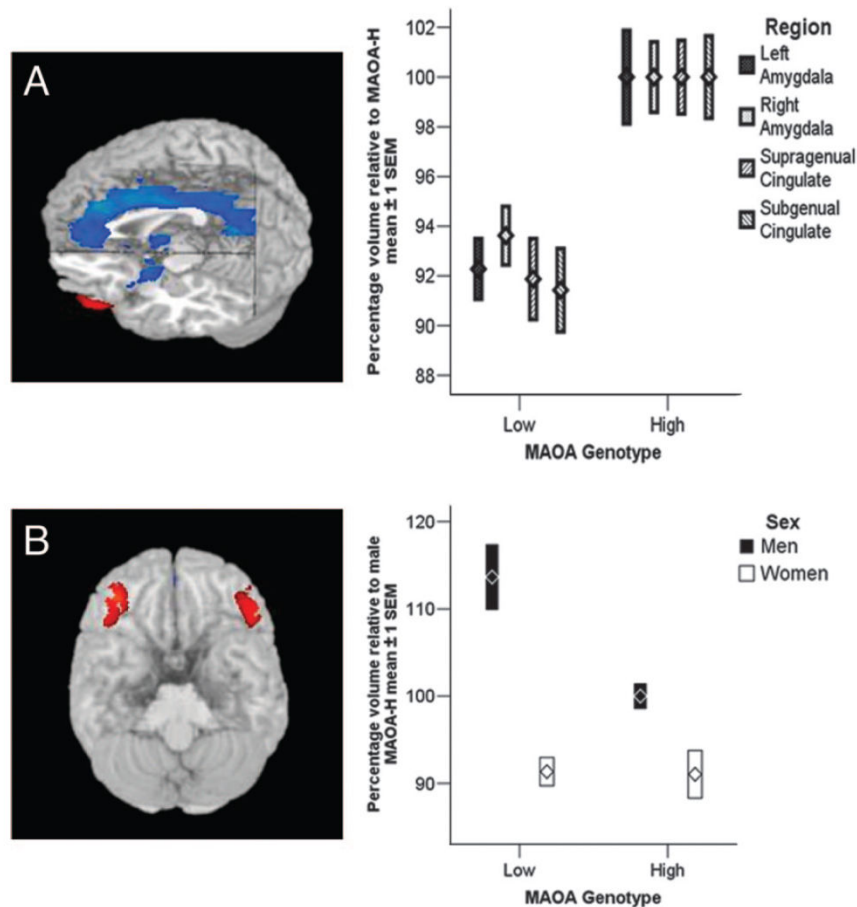 A
Percentage volume relative to MAOA-H
mean ± 1 SEM
102
100
98
96
94
92
90
88
Low
High
MAOA Genotype
Region
Left
Amygdala
Right
Amygdala
Supragenual
Cingulate
Subgenual
Cingulate
B
Percentage volume relative to male
MAOA-H mean ± 1 SEM
120
110
100
90
Low
High
MAOA Genotype
Sex
Men
Women